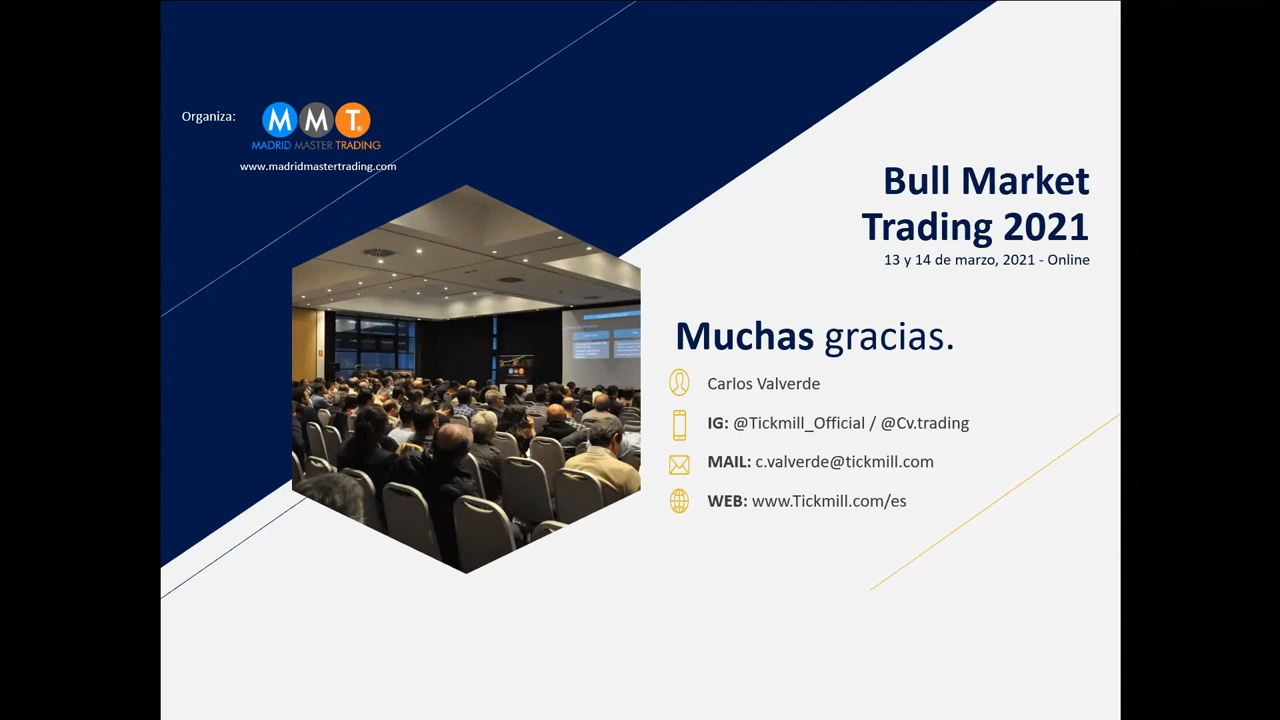 Organiza:
M M T®
MADRID MASTER TRADING
www.madridmastertrading.com
Bull Market
Trading 2021
13 y 14 de marzo, 2021 - Online
Muchas gracias.
Carlos Valverde
IG: @Tickmill_Official / @Cv.trading
MAIL: c.valverde@tickmill.com
WEB: www.Tickmill.com/es